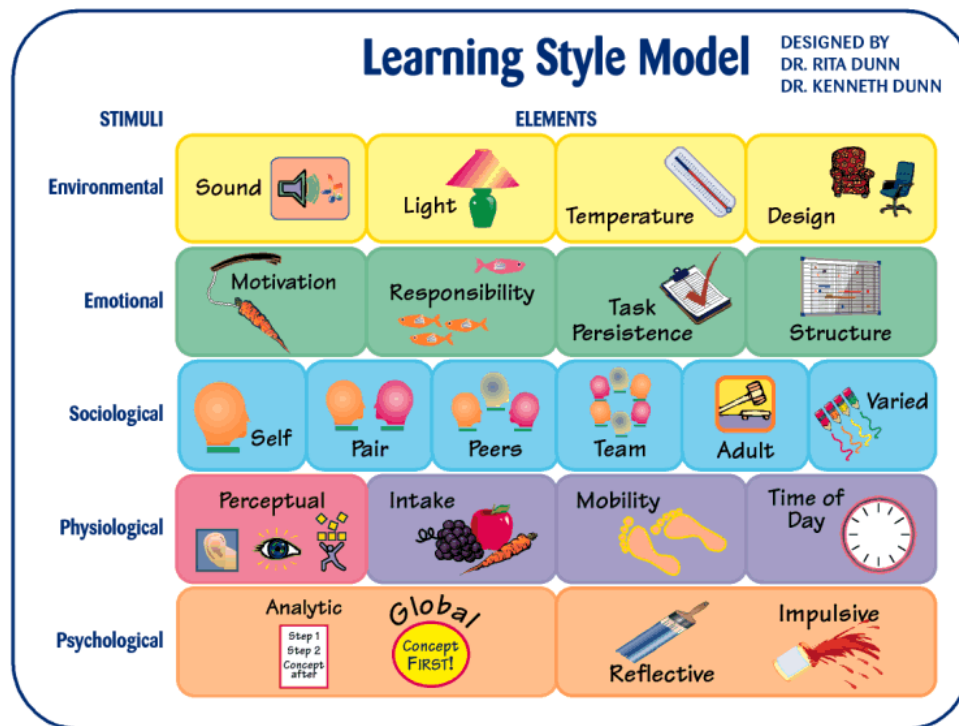 Learning Style Model
DESIGNED BY
DR. RITA DUNN
DR. KENNETH DUNN
STIMULI
ELEMENTS
Environmental
Sound
Light
Temperature
Design
Emotional
Motivation
Responsibility
Task
Persistence
Structure
Sociological
Self
Pair
Peers
Team
Adult
Varied
Physiological
Perceptual
Intake
Mobility
Time of
Day
Psychological
Analytic
Step 1
Step 2
Concept
after
Global
Concept
FIRST!
Reflective
Impulsive